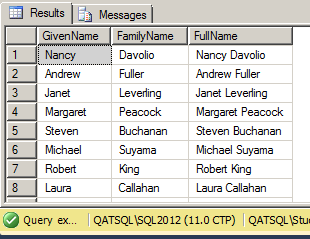 Results Messages
GivenName FamilyName FullName
1 Nancy Davolio Nancy Davolio
2 Andrew Fuller Andrew Fuller
3 Janet Leverling Janet Leverling
4 Margaret Peacock Margaret Peacock
5 Steven Buchanan Steven Buchanan
6 Michael Suyama Michael Suyama
7 Robert King Robert King
8 Laura Callahan Laura Callahan
Query ex... QATSQL\SQL2012 (11.0 CTP) QATSQL\Stu